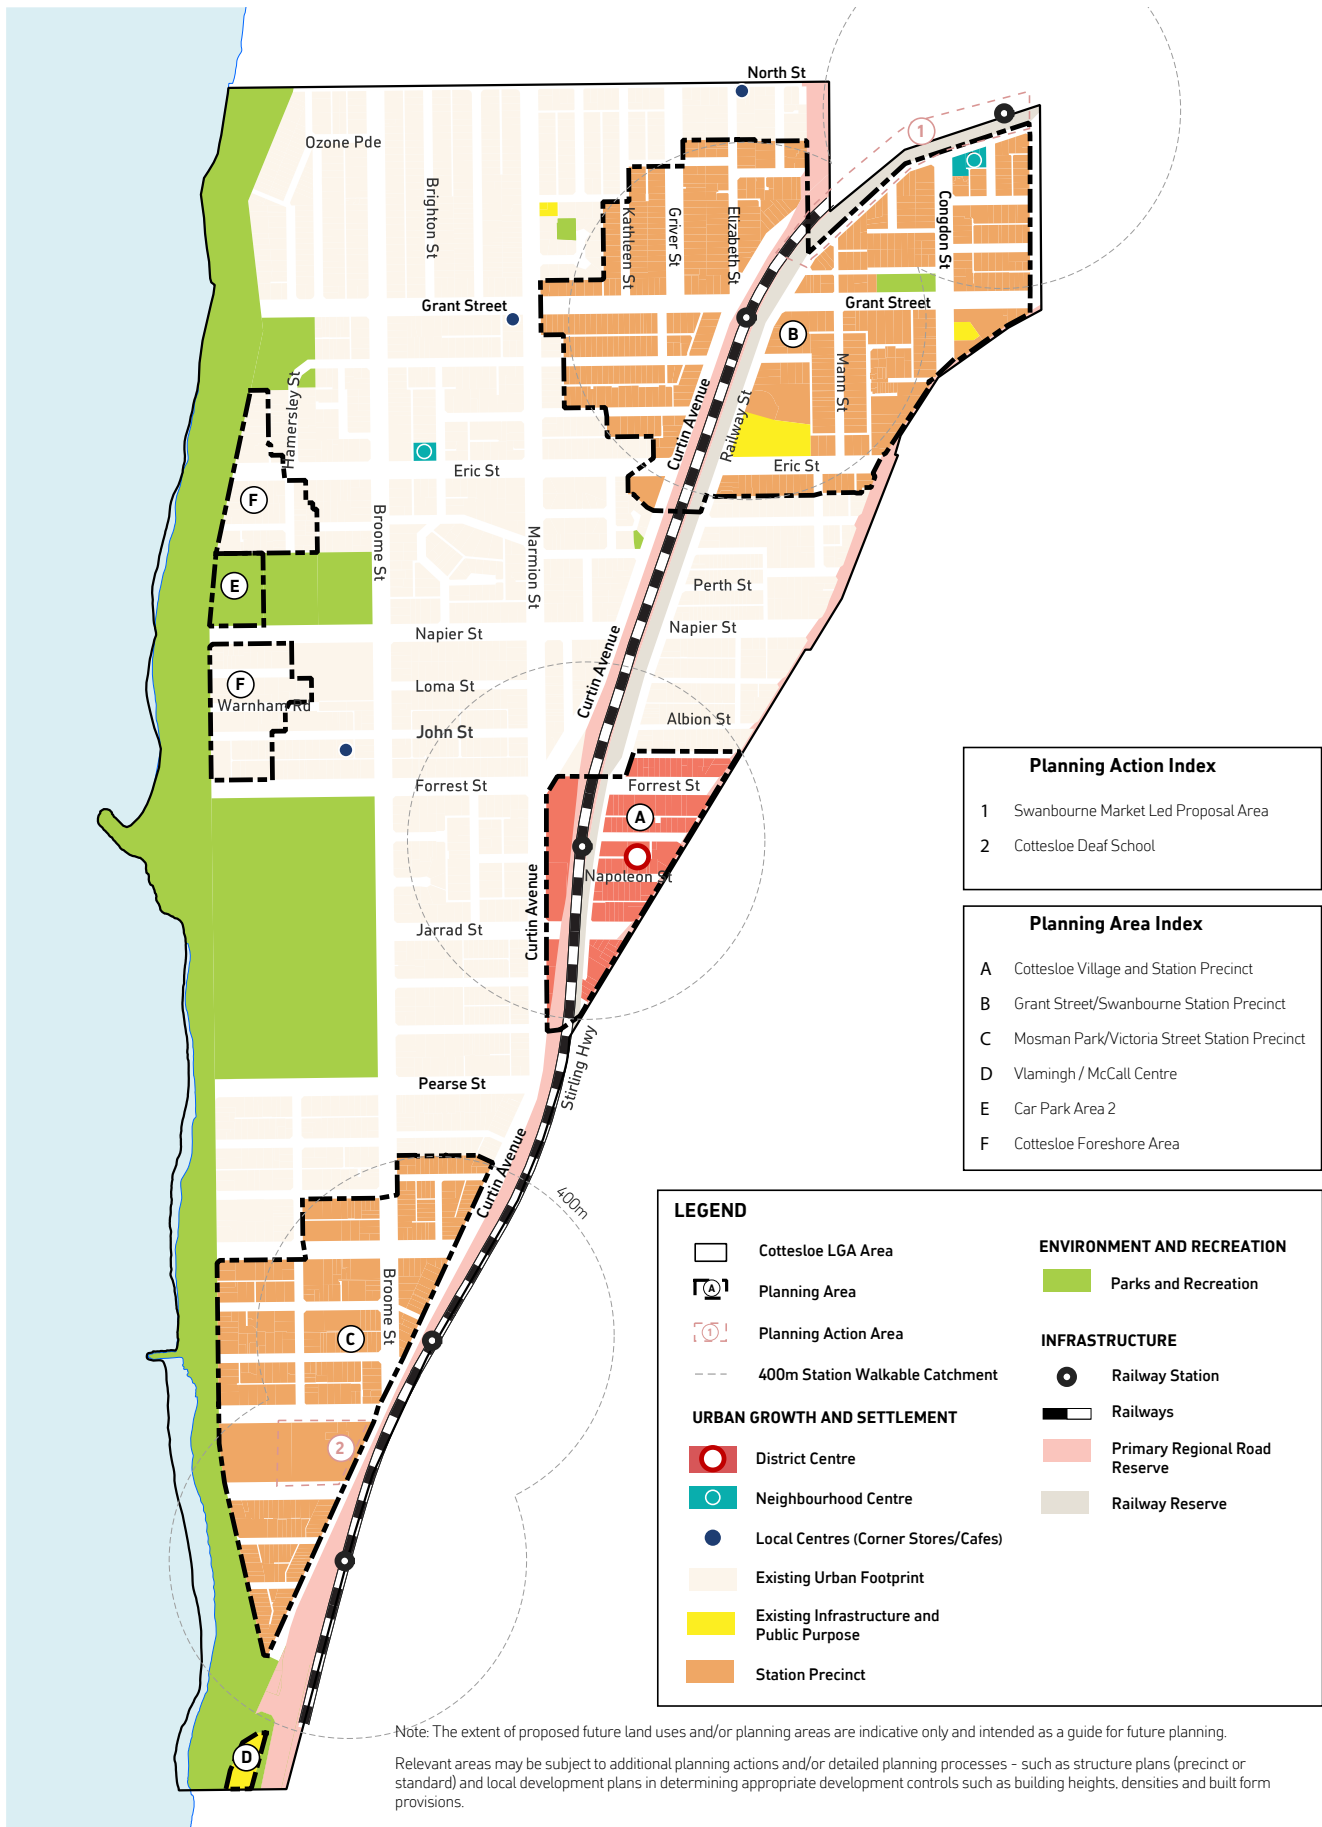 North St
1
Ozone Pde
Brighton St
Kathleen St
Griver St
Elizabeth St
Congdon St
Grant Street
Grant Street
B
Mann St
Hamersley St
Curtin Avenue
Railway St
Eric St
Eric St
F
Broome St
Marmion St
E
Perth St
Napier St
Napier St
Curtin Avenue
F
Loma St
Warnham Rd
Albion St
John St
Forrest St
Forrest St
A
Napoleon St
Curtin Avenue
Jarrad St
Stirling Hwy
Pearse St
Curtin Avenue
400m
Broome St
C
2
D
Planning Action Index
1 Swanbourne Market Led Proposal Area
2 Cottesloe Deaf School
Planning Area Index
A Cottesloe Village and Station Precinct
B Grant Street/Swanbourne Station Precinct
C Mosman Park/Victoria Street Station Precinct
D Vlamingh / McCall Centre
E Car Park Area 2
F Cottesloe Foreshore Area
LEGEND
Cottesloe LGA Area
A Planning Area
1 Planning Action Area
400m Station Walkable Catchment
URBAN GROWTH AND SETTLEMENT
District Centre
Neighbourhood Centre
Local Centres (Corner Stores/Cafes)
Existing Urban Footprint
Existing Infrastructure and
Public Purpose
Station Precinct
ENVIRONMENT AND RECREATION
Parks and Recreation
INFRASTRUCTURE
Railway Station
Railways
Primary Regional Road
Reserve
Railway Reserve
Note: The extent of proposed future land uses and/or planning areas are indicative only and intended as a guide for future planning.
Relevant areas may be subject to additional planning actions and/or detailed planning processes - such as structure plans (precinct or
standard) and local development plans in determining appropriate development controls such as building heights, densities and built form
provisions.